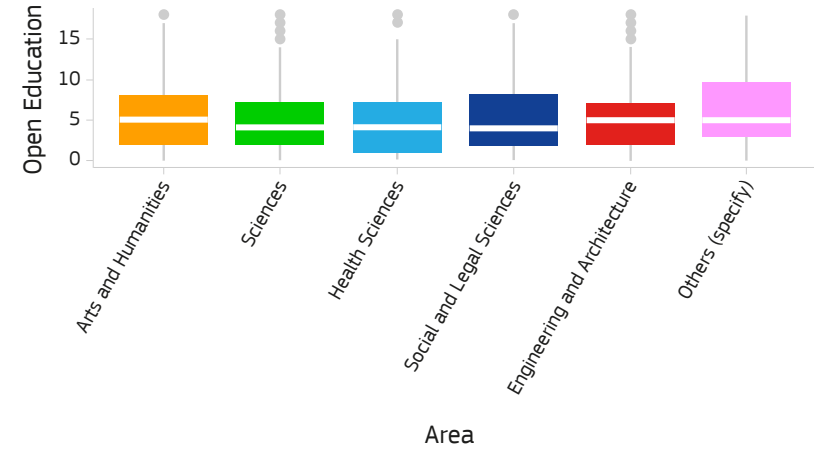 Open Education
15
10
5
0
Arts and Humanities
Sciences
Health Sciences
Social and Legal Sciences
Engineering and Architecture
Others (specify)
Area